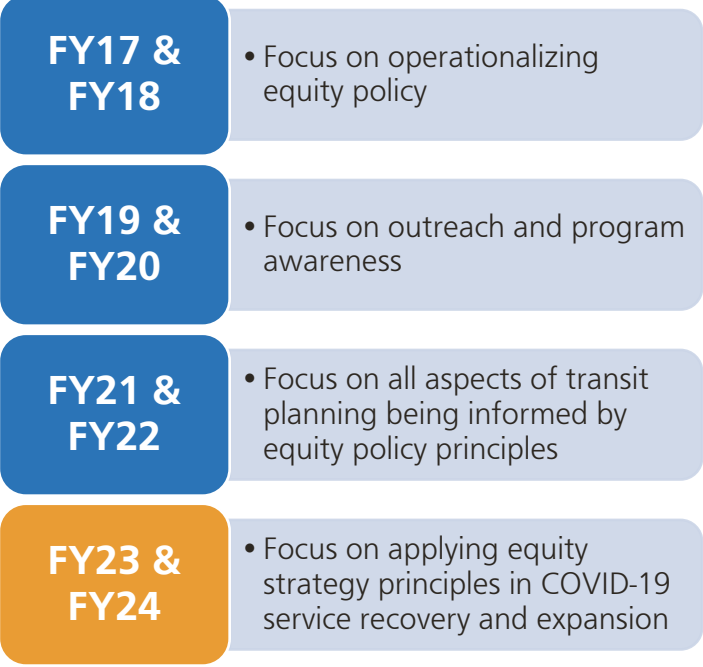 FY17 &
FY18
• Focus on operationalizing
equity policy
FY19 &
FY20
• Focus on outreach and program
awareness
FY21 &
FY22
• Focus on all aspects of transit
planning being informed by
equity policy principles
FY23 &
FY24
• Focus on applying equity
strategy principles in COVID-19
service recovery and expansion